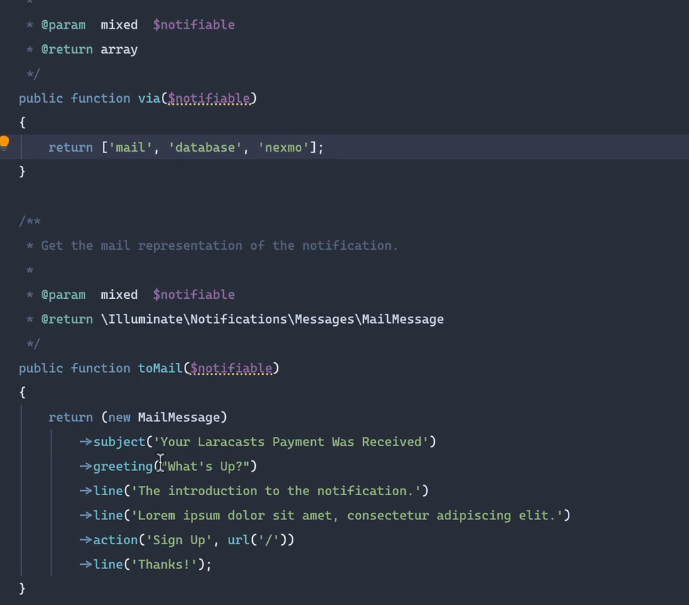 *
* @param  mixed  $notifiable
* @return array
*/
public function via($notifiable)
{
return ['mail', 'database', 'nexmo'];
}
/**
* Get the mail representation of the notification.
*
* @param  mixed  $notifiable
* @return \Illuminate\Notifications\Messages\MailMessage
*/
public function toMail($notifiable)
{
return (new MailMessage)
->subject('Your Laracasts Payment Was Received')
->greeting("What's Up?")
->line('The introduction to the notification.')
->line('Lorem ipsum dolor sit amet, consectetur adipiscing elit.')
->action('Sign Up', url('/'))
->line('Thanks!');
}